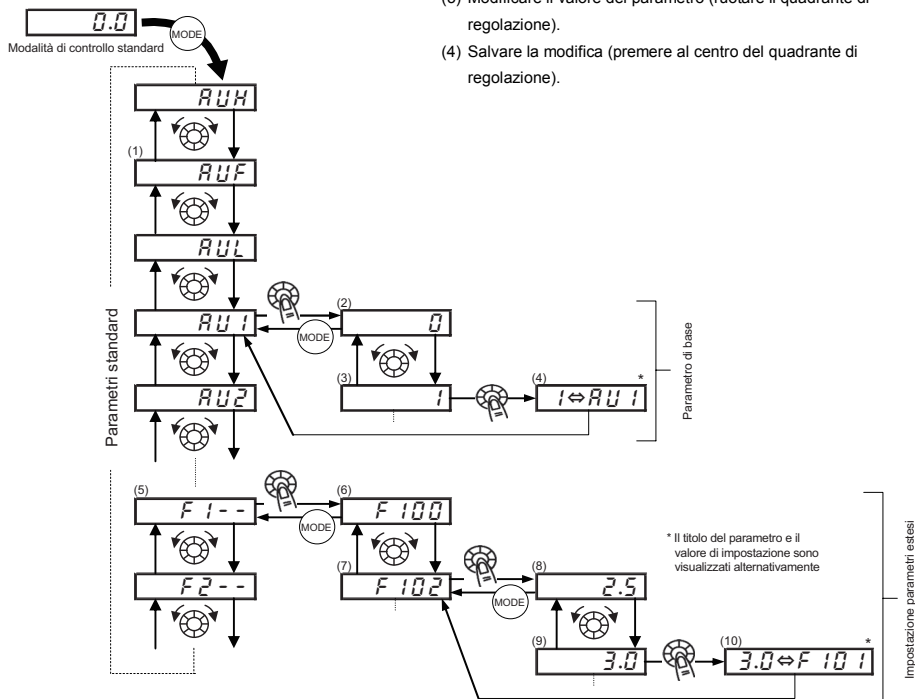 (3) Modificare il valore del parametro (ruotare il quadrante di
regolazione).
(4) Salvare la modifica (premere al centro del quadrante di
regolazione).
0.0
MODE
Modalità di controllo standard
AUH
(1)
AUF
AUL
AU1
MODE
(2)
0
AU2
(3)
1
(4)
*
1⇔AU1
Parametri standard
Parametro di base
(5)
F1--
MODE
(6)
F100
F2--
(7)
F102
MODE
(8)
2.5
* Il titolo del parametro e il
valore di impostazione sono
visualizzati alternativamente
(9)
3.0
(10)
*
3.0⇔F101
Impostazione parametri estesi